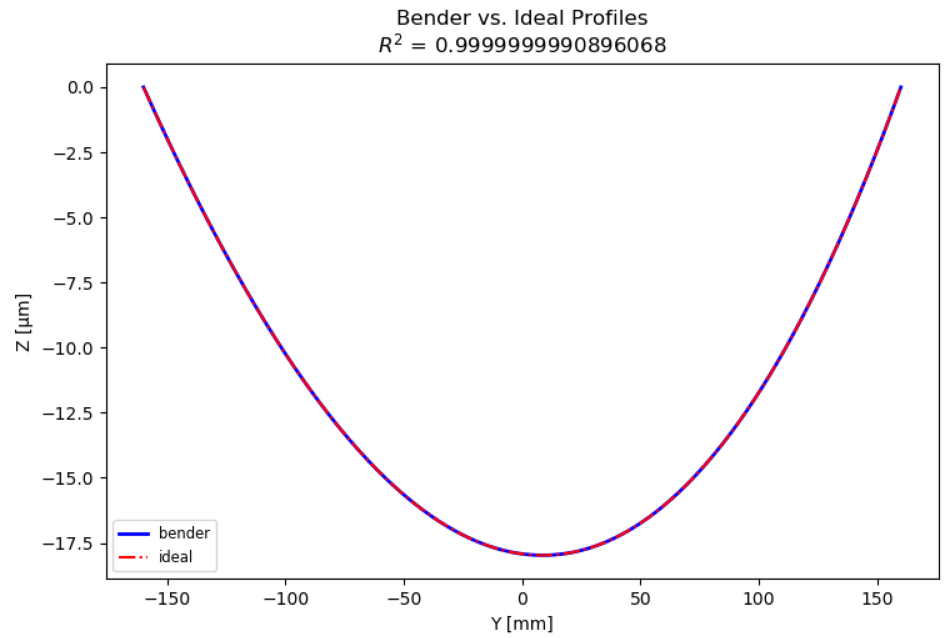 Bender vs. Ideal Profiles
R² = 0.9999999990896068
0.0
−2.5
−5.0
−7.5
−10.0
−12.5
−15.0
−17.5
Z [μm]
bender
ideal
−150
−100
−50
0
50
100
150
Y [mm]